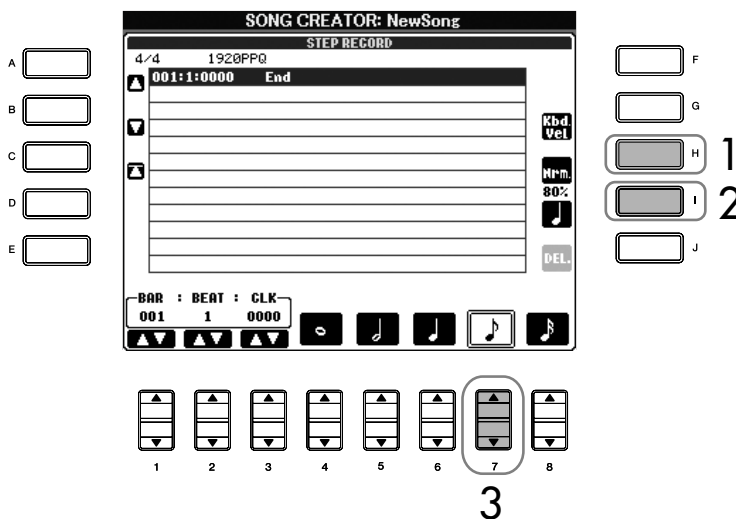 SONG CREATOR: NewSong
STEP RECORD
4/4 1920PPQ
001:1:0000 End
A
B
C
D
E
F
G
H 1
I 2
J
Kbd.
Vel
Nrm.
80%
DEL.
BAR : BEAT : CLK
001 1 0000
1 2 3 4 5 6 7 8
3